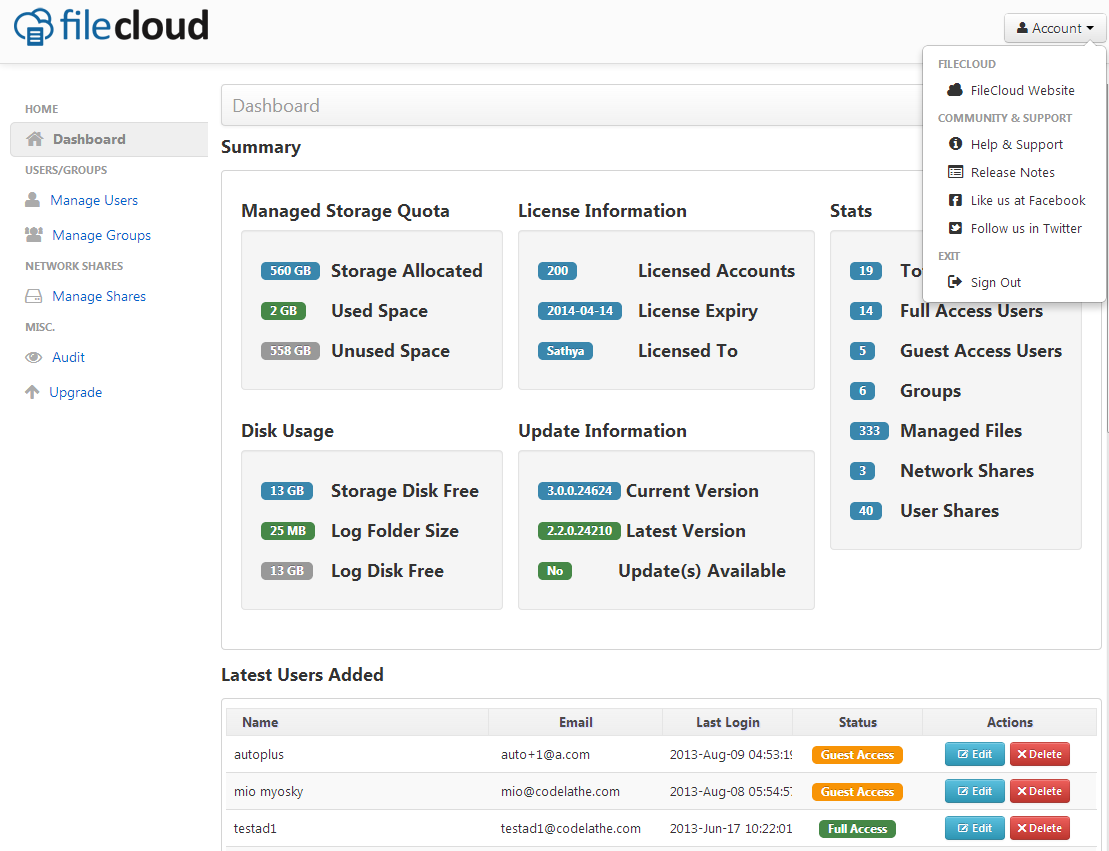 filecloud
Account
FILECLOUD
FileCloud Website
COMMUNITY & SUPPORT
Help & Support
Release Notes
Like us at Facebook
Follow us in Twitter
EXIT
Sign Out
HOME
Dashboard
USERS/GROUPS
Manage Users
Manage Groups
NETWORK SHARES
Manage Shares
MISC.
Audit
Upgrade
Dashboard
Summary
Managed Storage Quota
560 GB Storage Allocated
2 GB Used Space
558 GB Unused Space
License Information
200 Licensed Accounts
2014-04-14 License Expiry
Sathya Licensed To
Stats
19
14 Full Access Users
5 Guest Access Users
6 Groups
333 Managed Files
3 Network Shares
40 User Shares
Disk Usage
13 GB Storage Disk Free
25 MB Log Folder Size
13 GB Log Disk Free
Update Information
3.0.0.24624 Current Version
2.2.0.24210 Latest Version
No Update(s) Available
Latest Users Added
Name Email Last Login Status Actions
autoplus auto+1@a.com 2013-Aug-09 04:53:19 Guest Access Edit Delete
mio myosky mio@codelathe.com 2013-Aug-08 05:54:57 Guest Access Edit Delete
testad1 testad1@codelathe.com 2013-Jun-17 10:22:01 Full Access Edit Delete